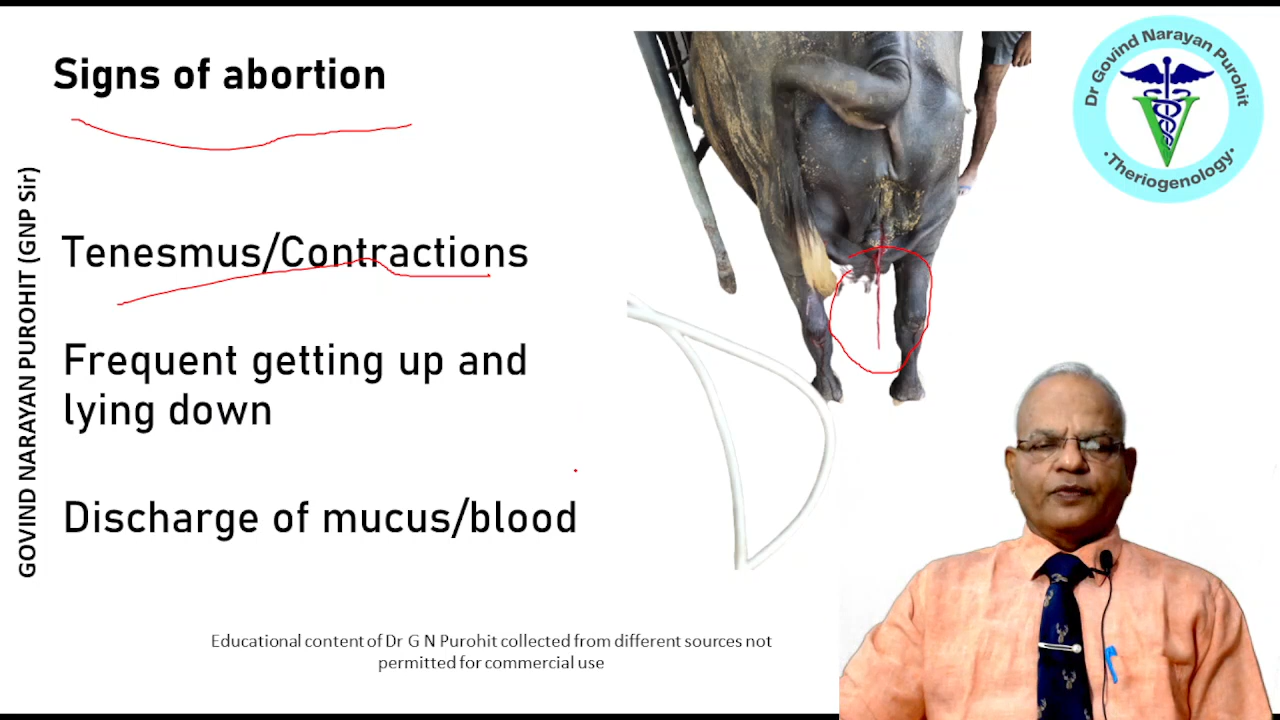 Signs of abortion
Tenesmus/Contractions
Frequent getting up and
lying down
Discharge of mucus/blood
Educational content of Dr G N Purohit collected from different sources not
permitted for commercial use
GOVIND NARAYAN PUROHIT (GNP Sir)
Dr Govind Narayan Purohit
•Theriogenology•